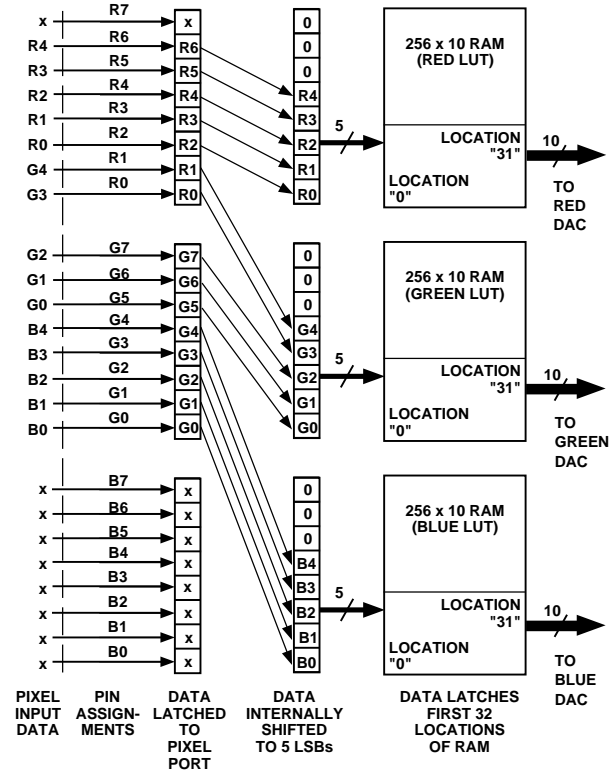 x R7 x 0
R4 R6 R6 0
R3 R5 R5 0
R2 R4 R4 R4
R1 R3 R3 R3
R0 R2 R2 R2
G4 R1 R1 R1
G3 R0 R0 R0
5
256 x 10 RAM
(RED LUT)
LOCATION
"31"
LOCATION
"0"
10
TO
RED
DAC
G2 G7 G7 0
G1 G6 G6 0
G0 G5 G5 0
B4 G4 G4 G4
B3 G3 G3 G3
B2 G2 G2 G2
B1 G1 G1 G1
B0 G0 G0 G0
5
256 x 10 RAM
(GREEN LUT)
LOCATION
"31"
LOCATION
"0"
10
TO
GREEN
DAC
x B7 x 0
x B6 x 0
x B5 x 0
x B4 x B4
x B3 x B3
x B2 x B2
x B1 x B1
x B0 x B0
5
256 x 10 RAM
(BLUE LUT)
LOCATION
"31"
LOCATION
"0"
10
TO
BLUE
DAC
PIXEL
INPUT
DATA
PIN
ASSIGN-
MENTS
DATA
LATCHED
TO
PIXEL
PORT
DATA
INTERNALLY
SHIFTED
TO 5 LSBs
DATA LATCHES
FIRST 32
LOCATIONS
OF RAM